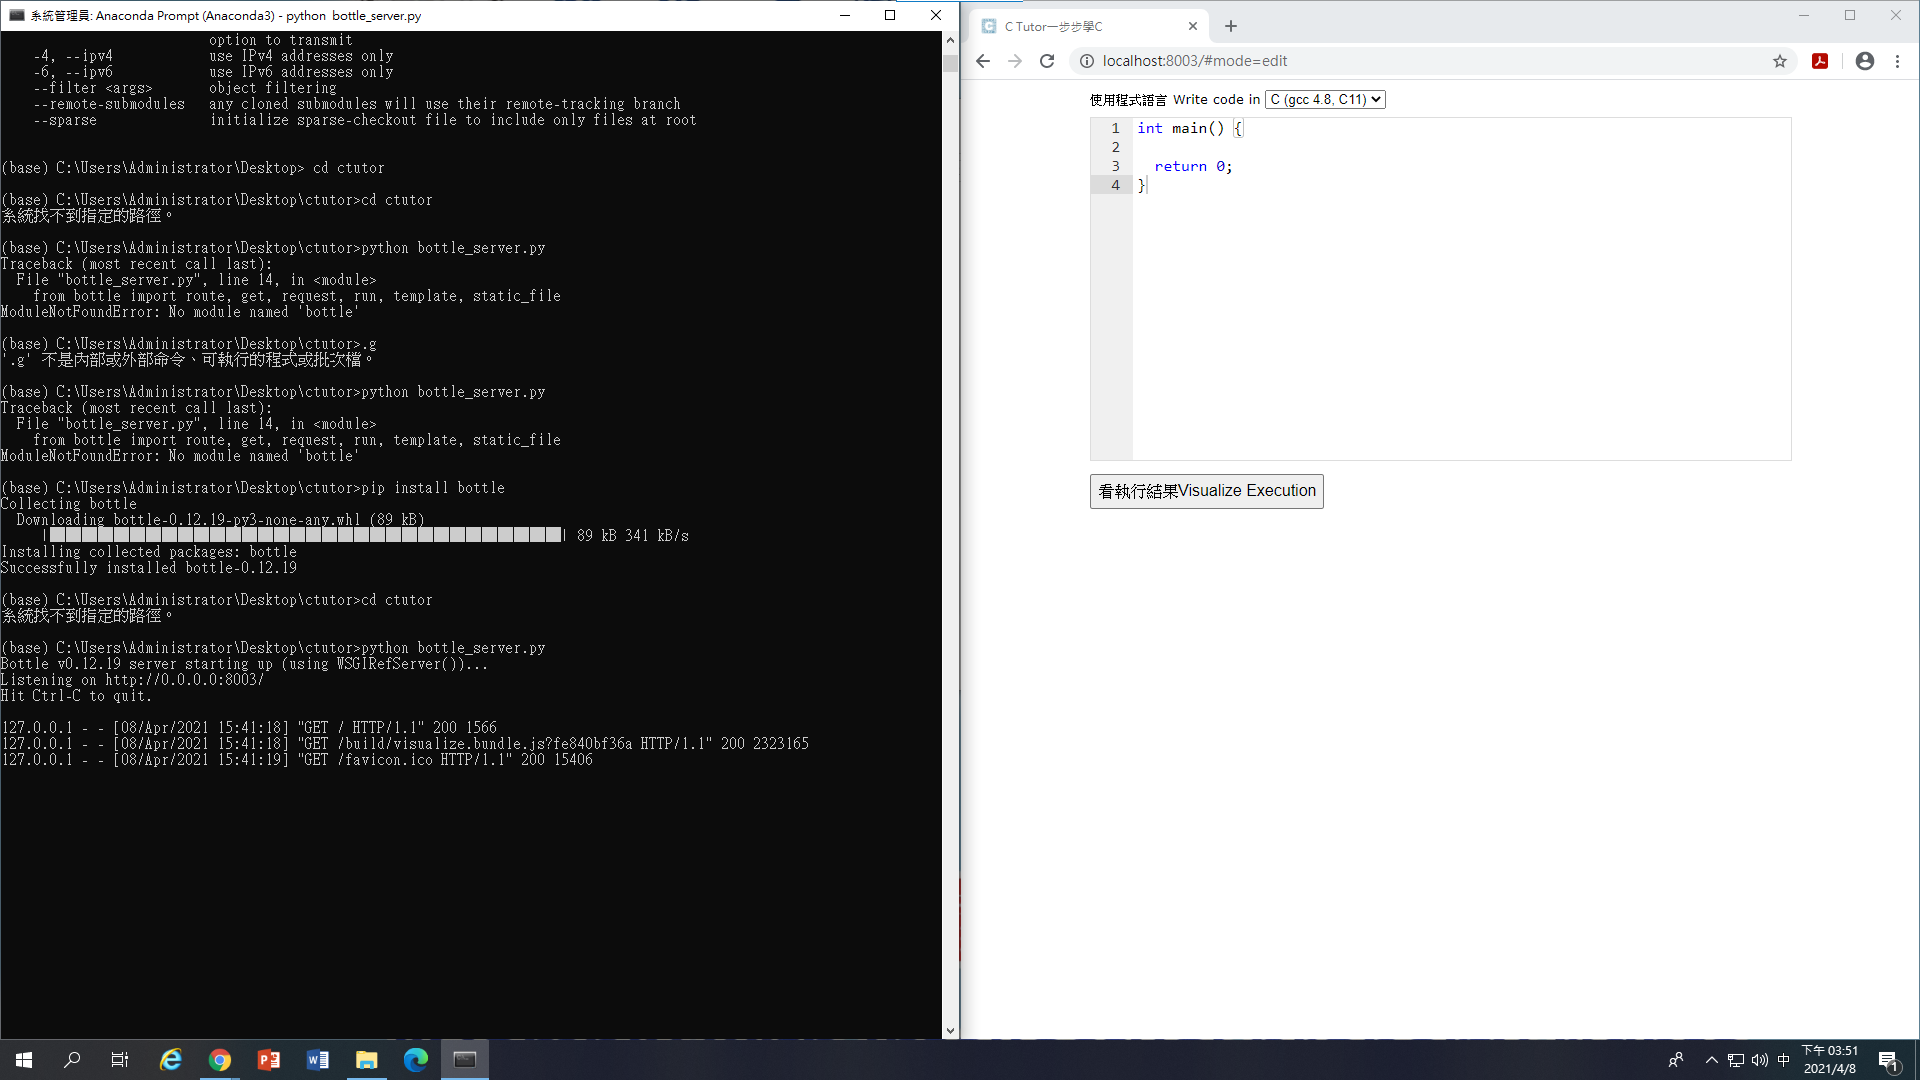 系統管理員: Anaconda Prompt (Anaconda3) - python  bottle_server.py
option to transmit
-4, --ipv4            use IPv4 addresses only
-6, --ipv6            use IPv6 addresses only
--filter <args>       object filtering
--remote-submodules   any cloned submodules will use their remote-tracking branch
--sparse              initialize sparse-checkout file to include only files at root
(base) C:\Users\Administrator\Desktop> cd ctutor
(base) C:\Users\Administrator\Desktop\ctutor>cd ctutor
系統找不到指定的路徑。
(base) C:\Users\Administrator\Desktop\ctutor>python bottle_server.py
Traceback (most recent call last):
  File "bottle_server.py", line 14, in <module>
    from bottle import route, get, request, run, template, static_file
ModuleNotFoundError: No module named 'bottle'
(base) C:\Users\Administrator\Desktop\ctutor>.g
'.g' 不是內部或外部命令、可執行的程式或批次檔。
(base) C:\Users\Administrator\Desktop\ctutor>python bottle_server.py
Traceback (most recent call last):
  File "bottle_server.py", line 14, in <module>
    from bottle import route, get, request, run, template, static_file
ModuleNotFoundError: No module named 'bottle'
(base) C:\Users\Administrator\Desktop\ctutor>pip install bottle
Collecting bottle
  Downloading bottle-0.12.19-py3-none-any.whl (89 kB)
| 89 kB 341 kB/s
Installing collected packages: bottle
Successfully installed bottle-0.12.19
(base) C:\Users\Administrator\Desktop\ctutor>cd ctutor
系統找不到指定的路徑。
(base) C:\Users\Administrator\Desktop\ctutor>python bottle_server.py
Bottle v0.12.19 server starting up (using WSGIRefServer())...
Listening on http://0.0.0.0:8003/
Hit Ctrl-C to quit.
127.0.0.1 - - [08/Apr/2021 15:41:18] "GET / HTTP/1.1" 200 1566
127.0.0.1 - - [08/Apr/2021 15:41:18] "GET /build/visualize.bundle.js?fe840bf36a HTTP/1.1" 200 2323165
127.0.0.1 - - [08/Apr/2021 15:41:19] "GET /favicon.ico HTTP/1.1" 200 15406
C Tutor一步步學C
localhost:8003/#mode=edit
使用程式語言 Write code in C (gcc 4.8, C11)
1 int main() {
2
3   return 0;
4 }
看執行結果Visualize Execution
中
下午 03:51
2021/4/8
1